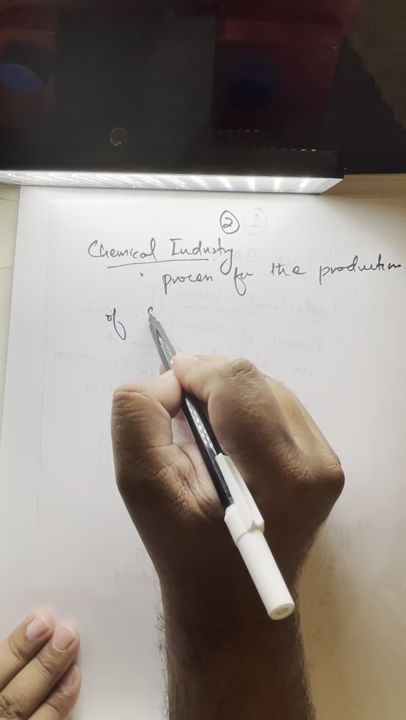 ②
Chemical Industry
process for the production
of